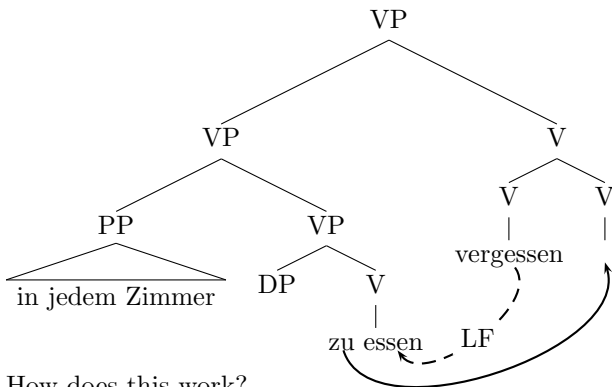 VP
VP V
V V
PP VP
in jedem Zimmer DP V vergessen
zu essen LF
How does this work?